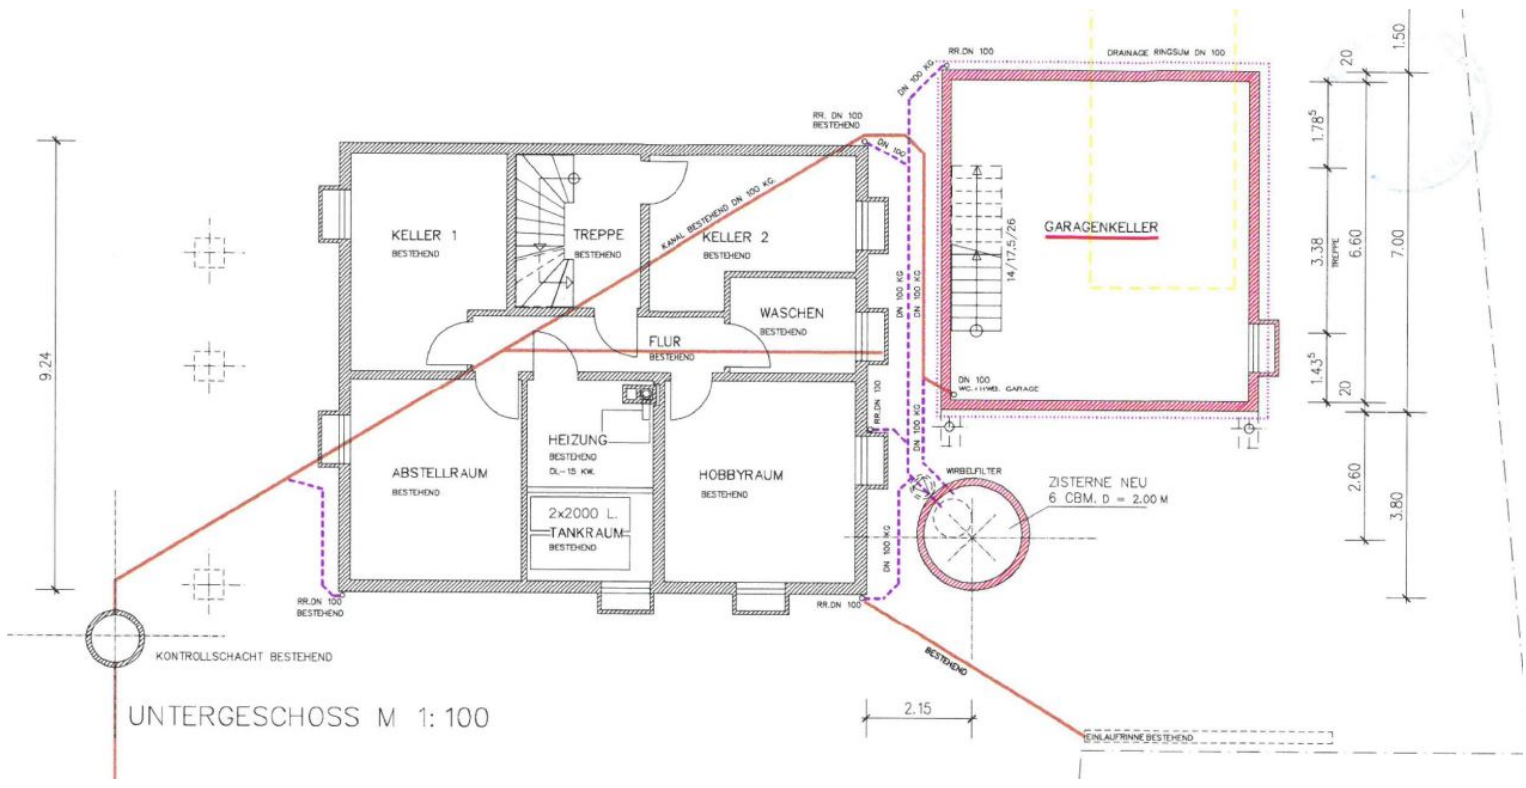 RR.DN 100
DRAINAGE RINGSUM DN 100
20
1.50
DN 100 KG
RR. DN 100
BESTEHEND
DN 100
1.78⁵
KANAL BESTEHEND DN 100 KG.
KELLER 1
BESTEHEND
TREPPE
BESTEHEND
KELLER 2
BESTEHEND
GARAGENKELLER
14/17.5/26
3.38
TREPPE
6.60
7.00
DN 100 KG
DN 100 KG
WASCHEN
BESTEHEND
FLUR
BESTEHEND
9.24
1.43⁵
20
DN 100
WC.+HWB. GARAGE
RR.DN 100
DN 100 KG
HEIZUNG
BESTEHEND
DL-15 KW.
ABSTELLRAUM
BESTEHEND
HOBBYRAUM
BESTEHEND
WIRBELFILTER
ZISTERNE NEU
6 CBM. D = 2.00 M
2.60
3.80
2x2000 L.
TANKRAUM
BESTEHEND
DN 100 KG
RR.DN 100
BESTEHEND
RR.DN 100
KONTROLLSCHACHT BESTEHEND
BESTEHEND
UNTERGESCHOSS M 1:100
2.15
EINLAUFRINNE BESTEHEND